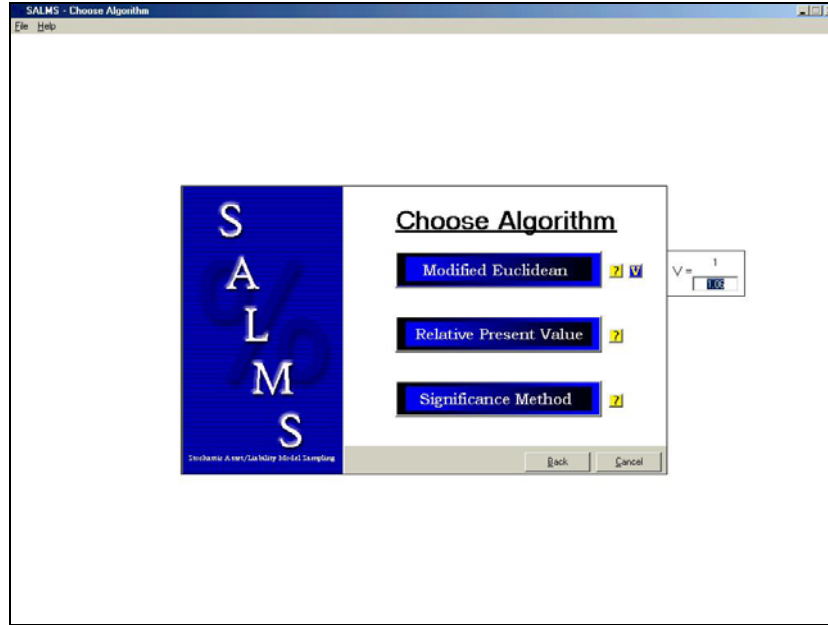 SALMS - Choose Algorithm
File Help
S
A
L
M
S
%
Stochastic Asset/Liability Model Sampling
Choose Algorithm
Modified Euclidean ? V
V = 1
1.06
Relative Present Value ?
Significance Method ?
Back Cancel